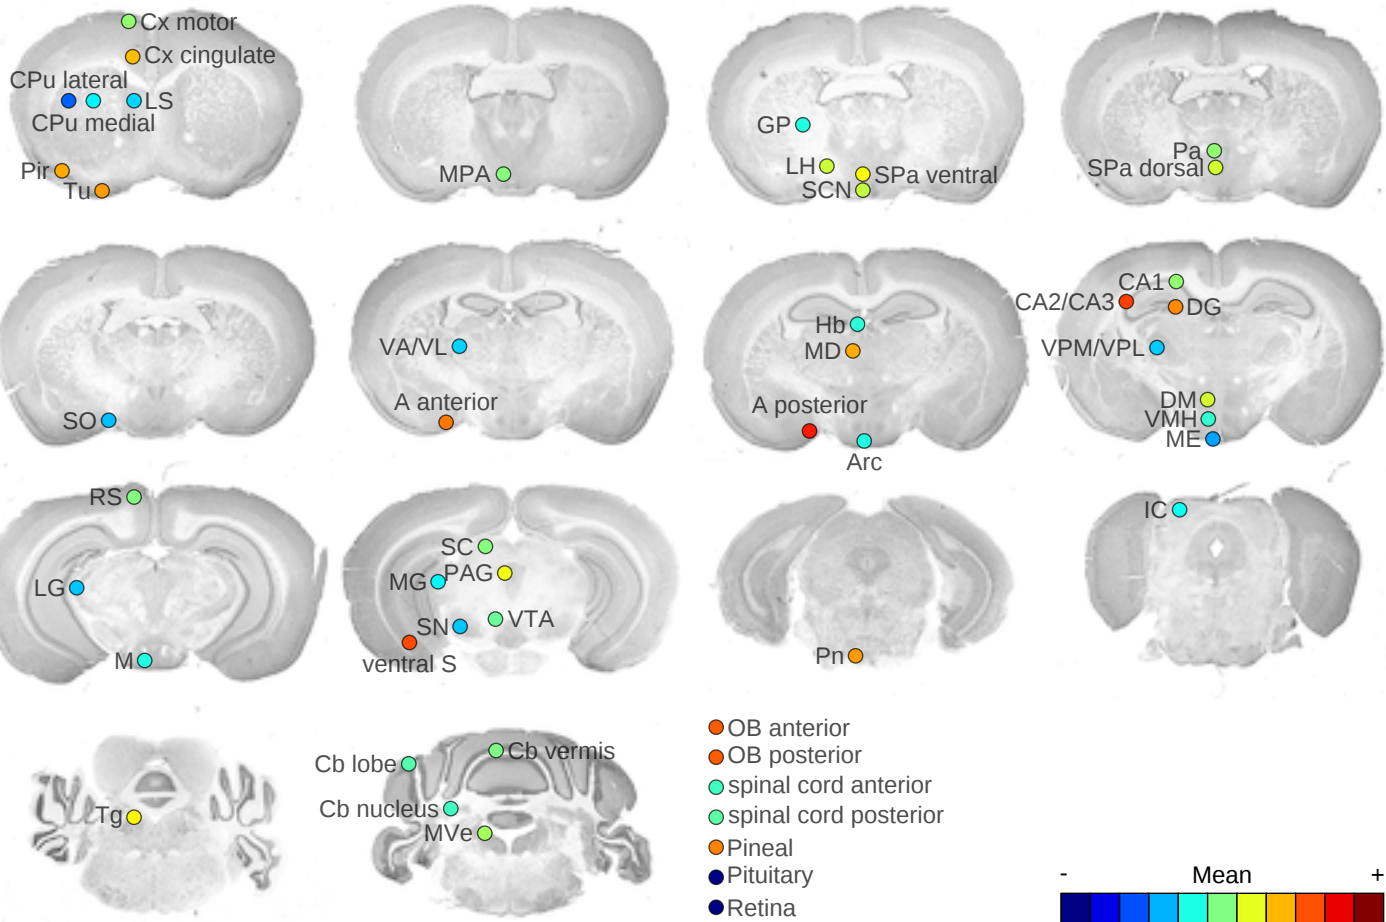 Cx motor
Cx cingulate
CPu lateral
LS
CPu medial
Pir
Tu
MPA
GP
LH
SPa ventral
SCN
Pa
SPa dorsal
SO
VA/VL
A anterior
Hb
MD
A posterior
Arc
CA1
CA2/CA3
DG
VPM/VPL
DM
VMH
ME
RS
LG
M
SC
MG
PAG
SN
VTA
ventral S
Pn
IC
Tg
Cb lobe
Cb vermis
Cb nucleus
MVe
OB anterior
OB posterior
spinal cord anterior
spinal cord posterior
Pineal
Pituitary
Retina
- Mean +